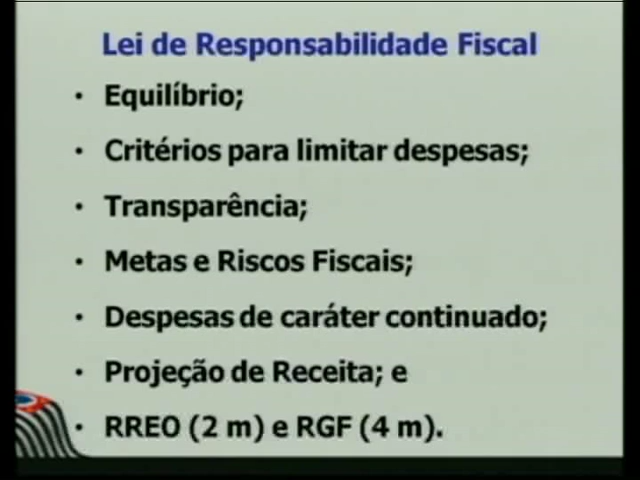 Lei de Responsabilidade Fiscal
• Equilíbrio;
• Critérios para limitar despesas;
• Transparência;
• Metas e Riscos Fiscais;
• Despesas de caráter continuado;
• Projeção de Receita; e
• RREO (2 m) e RGF (4 m).